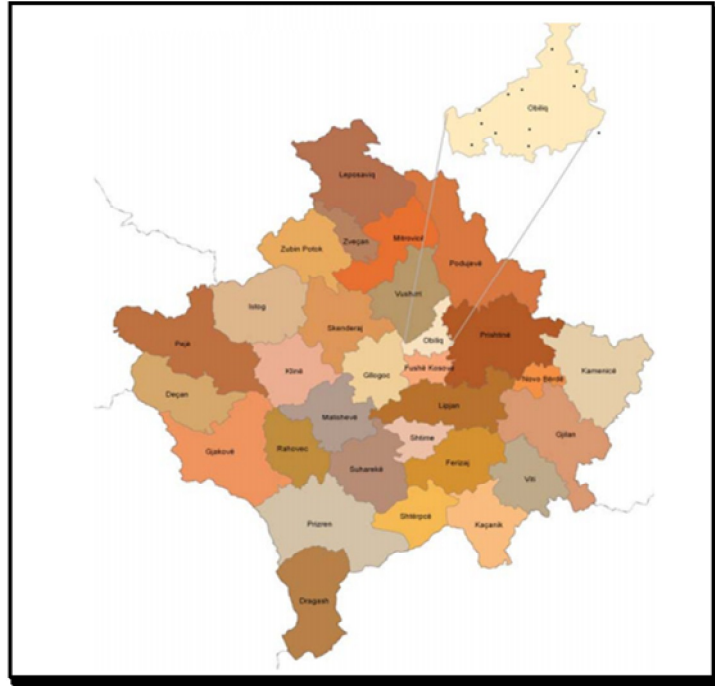 Obiliq
Leposaviq
Zveçan
Mitrovicë
Zubin Potok
Podujevë
Vushtrri
Istog
Skenderaj
Obiliq
Prishtinë
Pejë
Fushë Kosova
Kamenicë
Klinë
Gllogoc
Novo Bërdë
Deçan
Lipjan
Malishevë
Shtime
Gjilan
Gjakovë
Rahovec
Suharekë
Ferizaj
Viti
Shtërpcë
Prizren
Kaçanik
Dragash